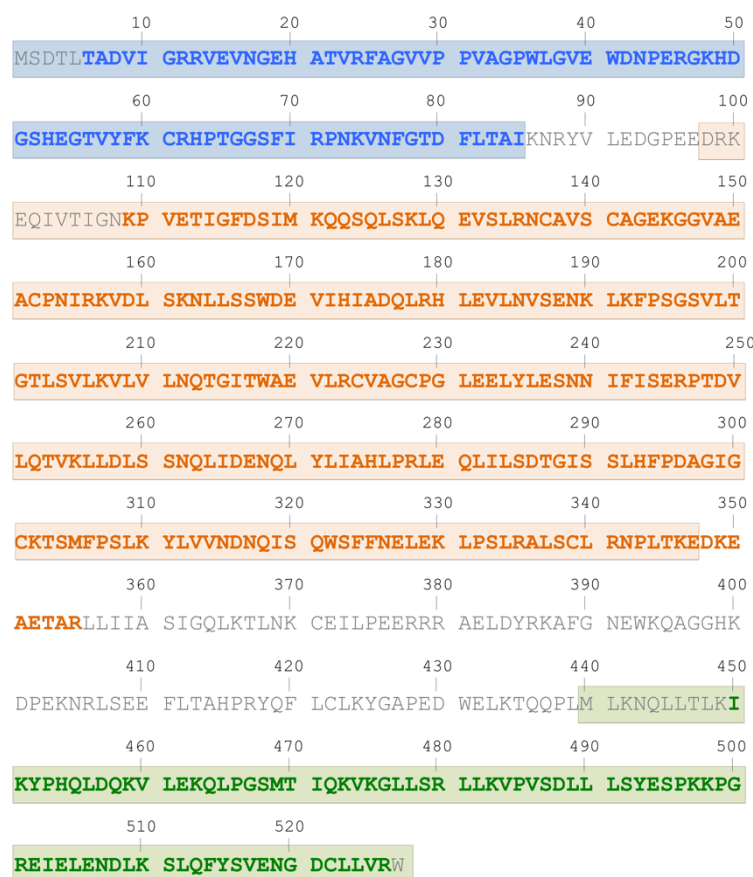 10 20 30 40 50
MSDTLTADVI GRRVEVNGEH ATVRFAGVVP PVAGPWLGVE WDNPERGKHD
60 70 80 90 100
GSHEGTVYFK CRHPTGGSFI RPNKVNFGTD FLTAIKNRYV LEDGPEEDRK
110 120 130 140 150
EQIVTIGNKP VETIGFDSIM KQQSQLSKLQ EVSLRNCAVS CAGEKGGVAE
160 170 180 190 200
ACPNIRKVDL SKNLLSSWDE VIHIADQLRH LEVLNVSENK LKFPSGSVLT
210 220 230 240 250
GTLSVLKVLV LNQTGITWAE VLRCVAGCPG LEELYLESNN IFISERPTDV
260 270 280 290 300
LQTVKLLDLS SNQLIDENQL YLIAHLPRLE QLILSDTGIS SLHFPDAGIG
310 320 330 340 350
CKTSMFPSLK YLVVNDNQIS QWSFFNELEK LPSLRALSCL RNPLTKEDKE
360 370 380 390 400
AETARLLIIA SIGQLKTLNK CEILPEERRR AELDYRKAFG NEWKQAGGHK
410 420 430 440 450
DPEKNRLSEE FLTAHPRYQF LCLKYGAPED WELKTQQPLM LKNQLLTLKI
460 470 480 490 500
KYPHQLDQKV LEKQLPGSMT IQKVKGLLSR LLKVPVSDLL LSYESPKKPG
510 520
REIELENDLK SLQFYSVENG DCLLVRW